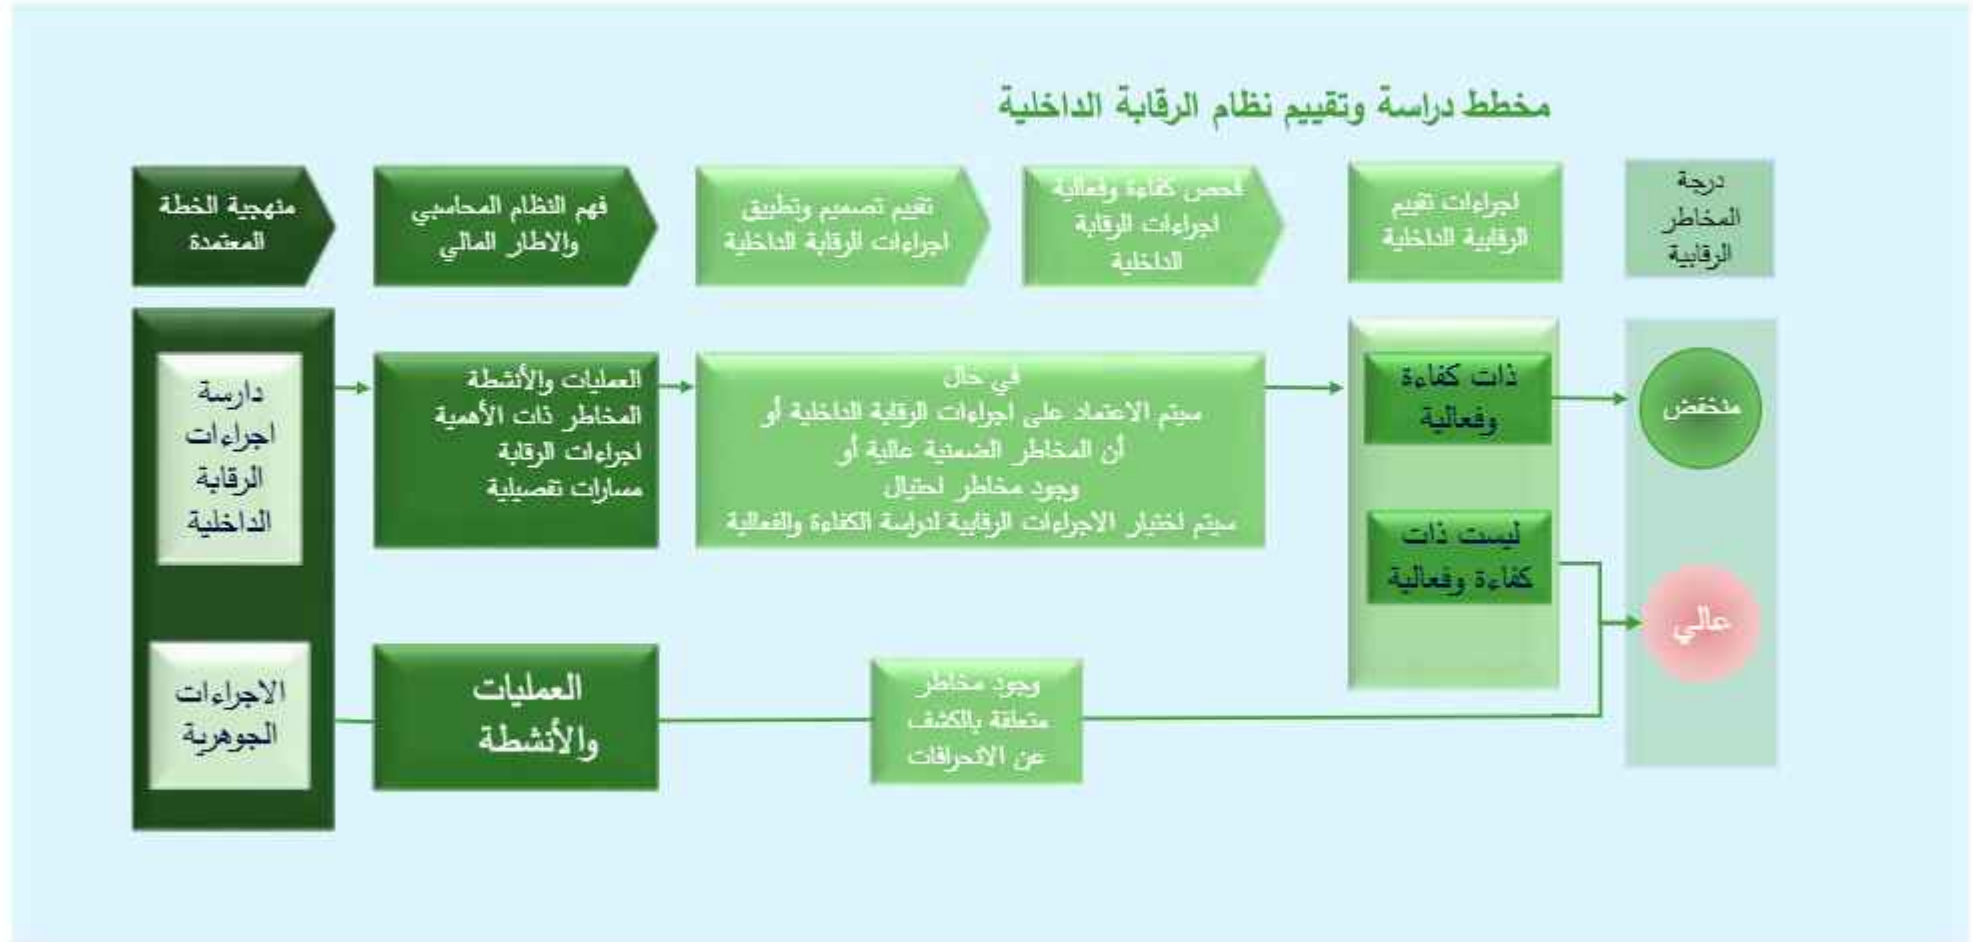 مخطط دراسة وتقييم نظام الرقابة الداخلية
منهجية الخطة
المعتمدة
فهم النظام المحاسبي
والاطار المالي
تقيم تصميم وتطبيق
اجراءات الرقابة الداخلية
فحص كفاءة وفعالية
اجراءات الرقابة
الداخلية
اجراءات تقيم
الرقابية الداخلية
درجة
المخاطر
الرقابية
دارسة
اجراءات
الرقابة
الداخلية
العمليات والأنشطة
المخاطر ذات الأهمية
اجراءات الرقابة
مسارات تفصيلية
في حال
سيتم الاعتماد على اجراءات الرقابة الداخلية أو
أن المخاطر الضمنية عالية أو
وجود مخاطر احتيال
سيتم اختيار الاجراءات الرقابية لدراسة الكفاءة والفعالية
ذات كفاءة
وفعالية
منخفض
ليست ذات
كفاءة وفعالية
عالي
الاجراءات
الجوهرية
العمليات
والأنشطة
وجود مخاطر
متعلقة بالكشف
عن الانحرافات